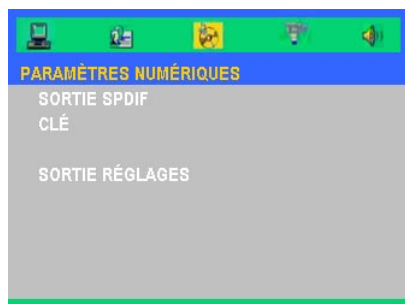 PARAMÈTRES NUMÉRIQUES
SORTIE SPDIF
CLÉ
SORTIE RÉGLAGES